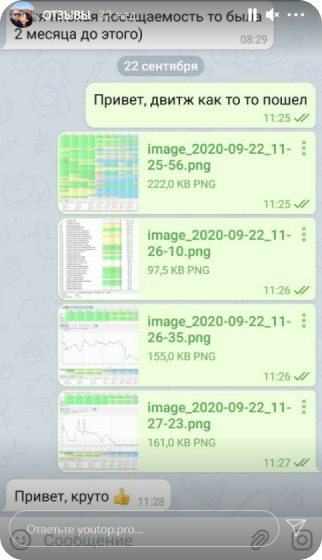 ОТЗЫВЫ
посещаемость то была
2 месяца до этого)
08:29
22 сентября
Привет, двитж как то то пошел
11:25
image_2020-09-22_11-
25-56.png
222,0 KB PNG
11:25
image_2020-09-22_11-
26-10.png
97,5 KB PNG
11:26
image_2020-09-22_11-
26-35.png
155,0 KB PNG
11:26
image_2020-09-22_11-
27-23.png
161,0 KB PNG
11:27
Привет, круто 👍
11:28
Ответьте youtop.pro...
Сообщение